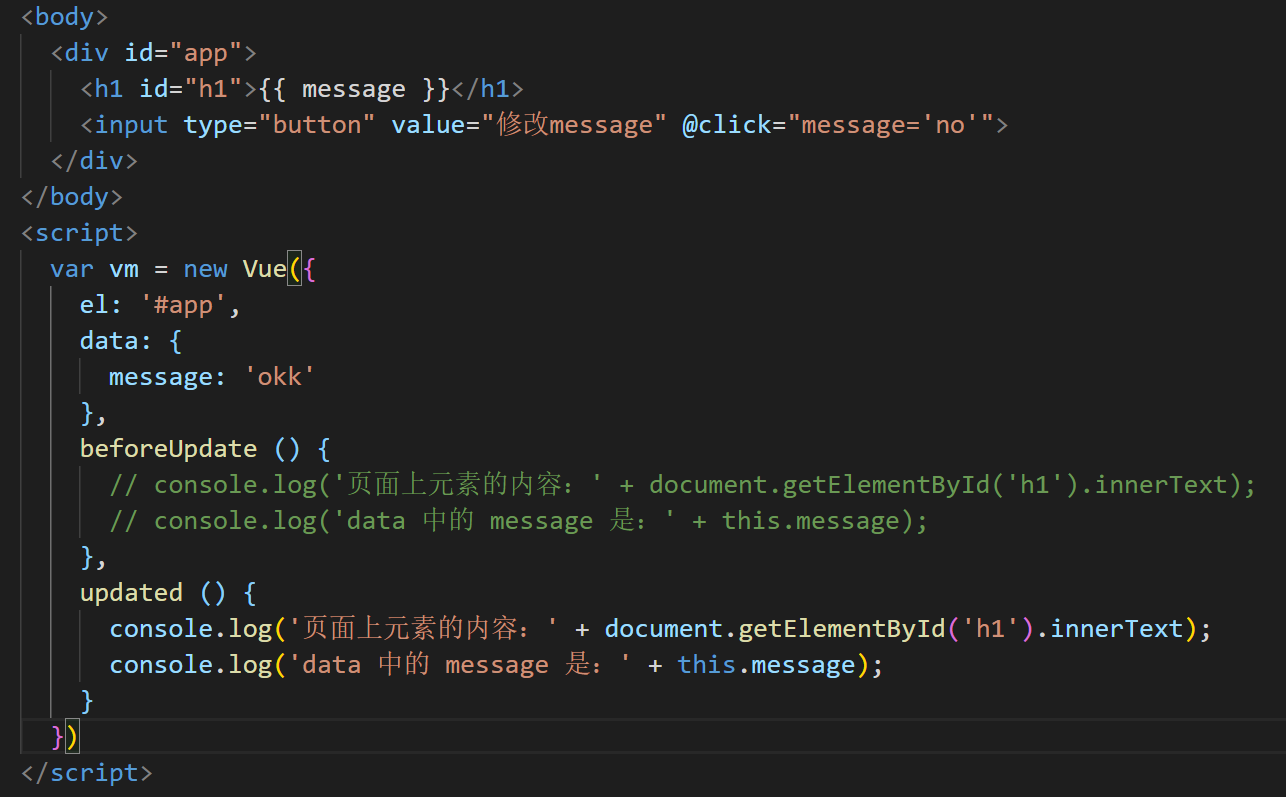 <body>
<div id="app">
<h1 id="h1">{{ message }}</h1>
<input type="button" value="修改message" @click="message='no'">
</div>
</body>
<script>
var vm = new Vue({
el: '#app',
data: {
message: 'okk'
},
beforeUpdate () {
// console.log('页面上元素的内容：' + document.getElementById('h1').innerText);
// console.log('data 中的 message 是：' + this.message);
},
updated () {
console.log('页面上元素的内容：' + document.getElementById('h1').innerText);
console.log('data 中的 message 是：' + this.message);
}
})
</script>